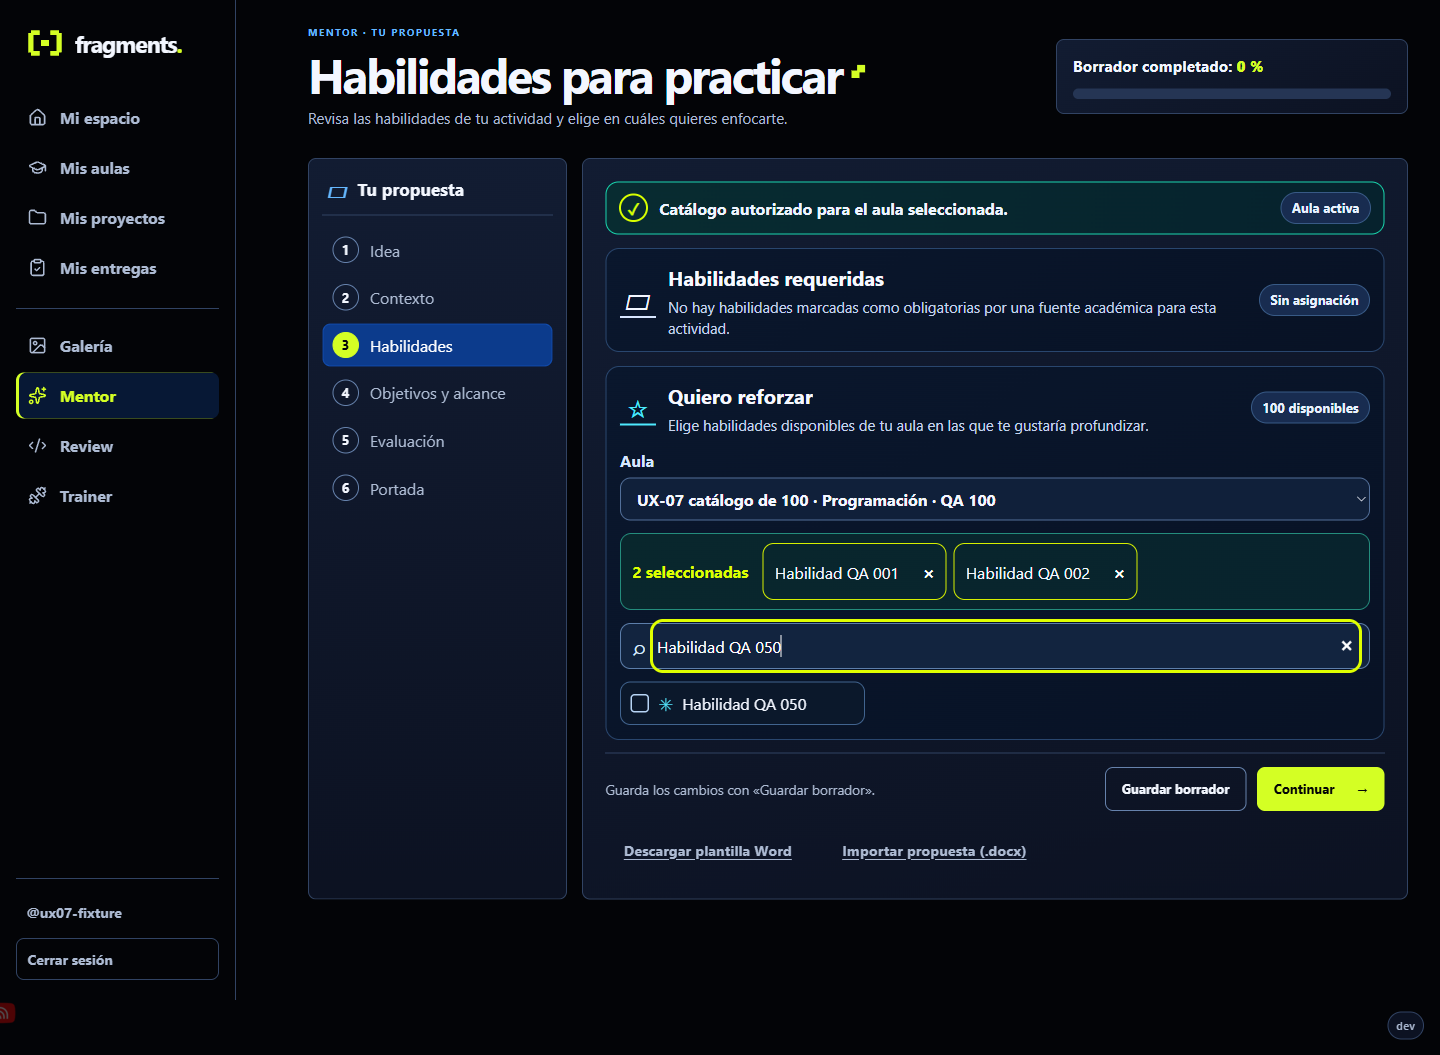 fragments.
Mi espacio
Mis aulas
Mis proyectos
Mis entregas
Galería
Mentor
Review
Trainer
@ux07-fixture
Cerrar sesión
MENTOR · TU PROPUESTA
Habilidades para practicar
Revisa las habilidades de tu actividad y elige en cuáles quieres enfocarte.
Borrador completado: 0 %
Tu propuesta
1 Idea
2 Contexto
3 Habilidades
4 Objetivos y alcance
5 Evaluación
6 Portada
Catálogo autorizado para el aula seleccionada.
Aula activa
Habilidades requeridas
No hay habilidades marcadas como obligatorias por una fuente académica para esta
actividad.
Sin asignación
Quiero reforzar
Elige habilidades disponibles de tu aula en las que te gustaría profundizar.
100 disponibles
Aula
UX-07 catálogo de 100 · Programación · QA 100
2 seleccionadas
Habilidad QA 001 ×
Habilidad QA 002 ×
Habilidad QA 050 ×
Habilidad QA 050
Guarda los cambios con «Guardar borrador».
Guardar borrador
Continuar →
Descargar plantilla Word
Importar propuesta (.docx)
dev